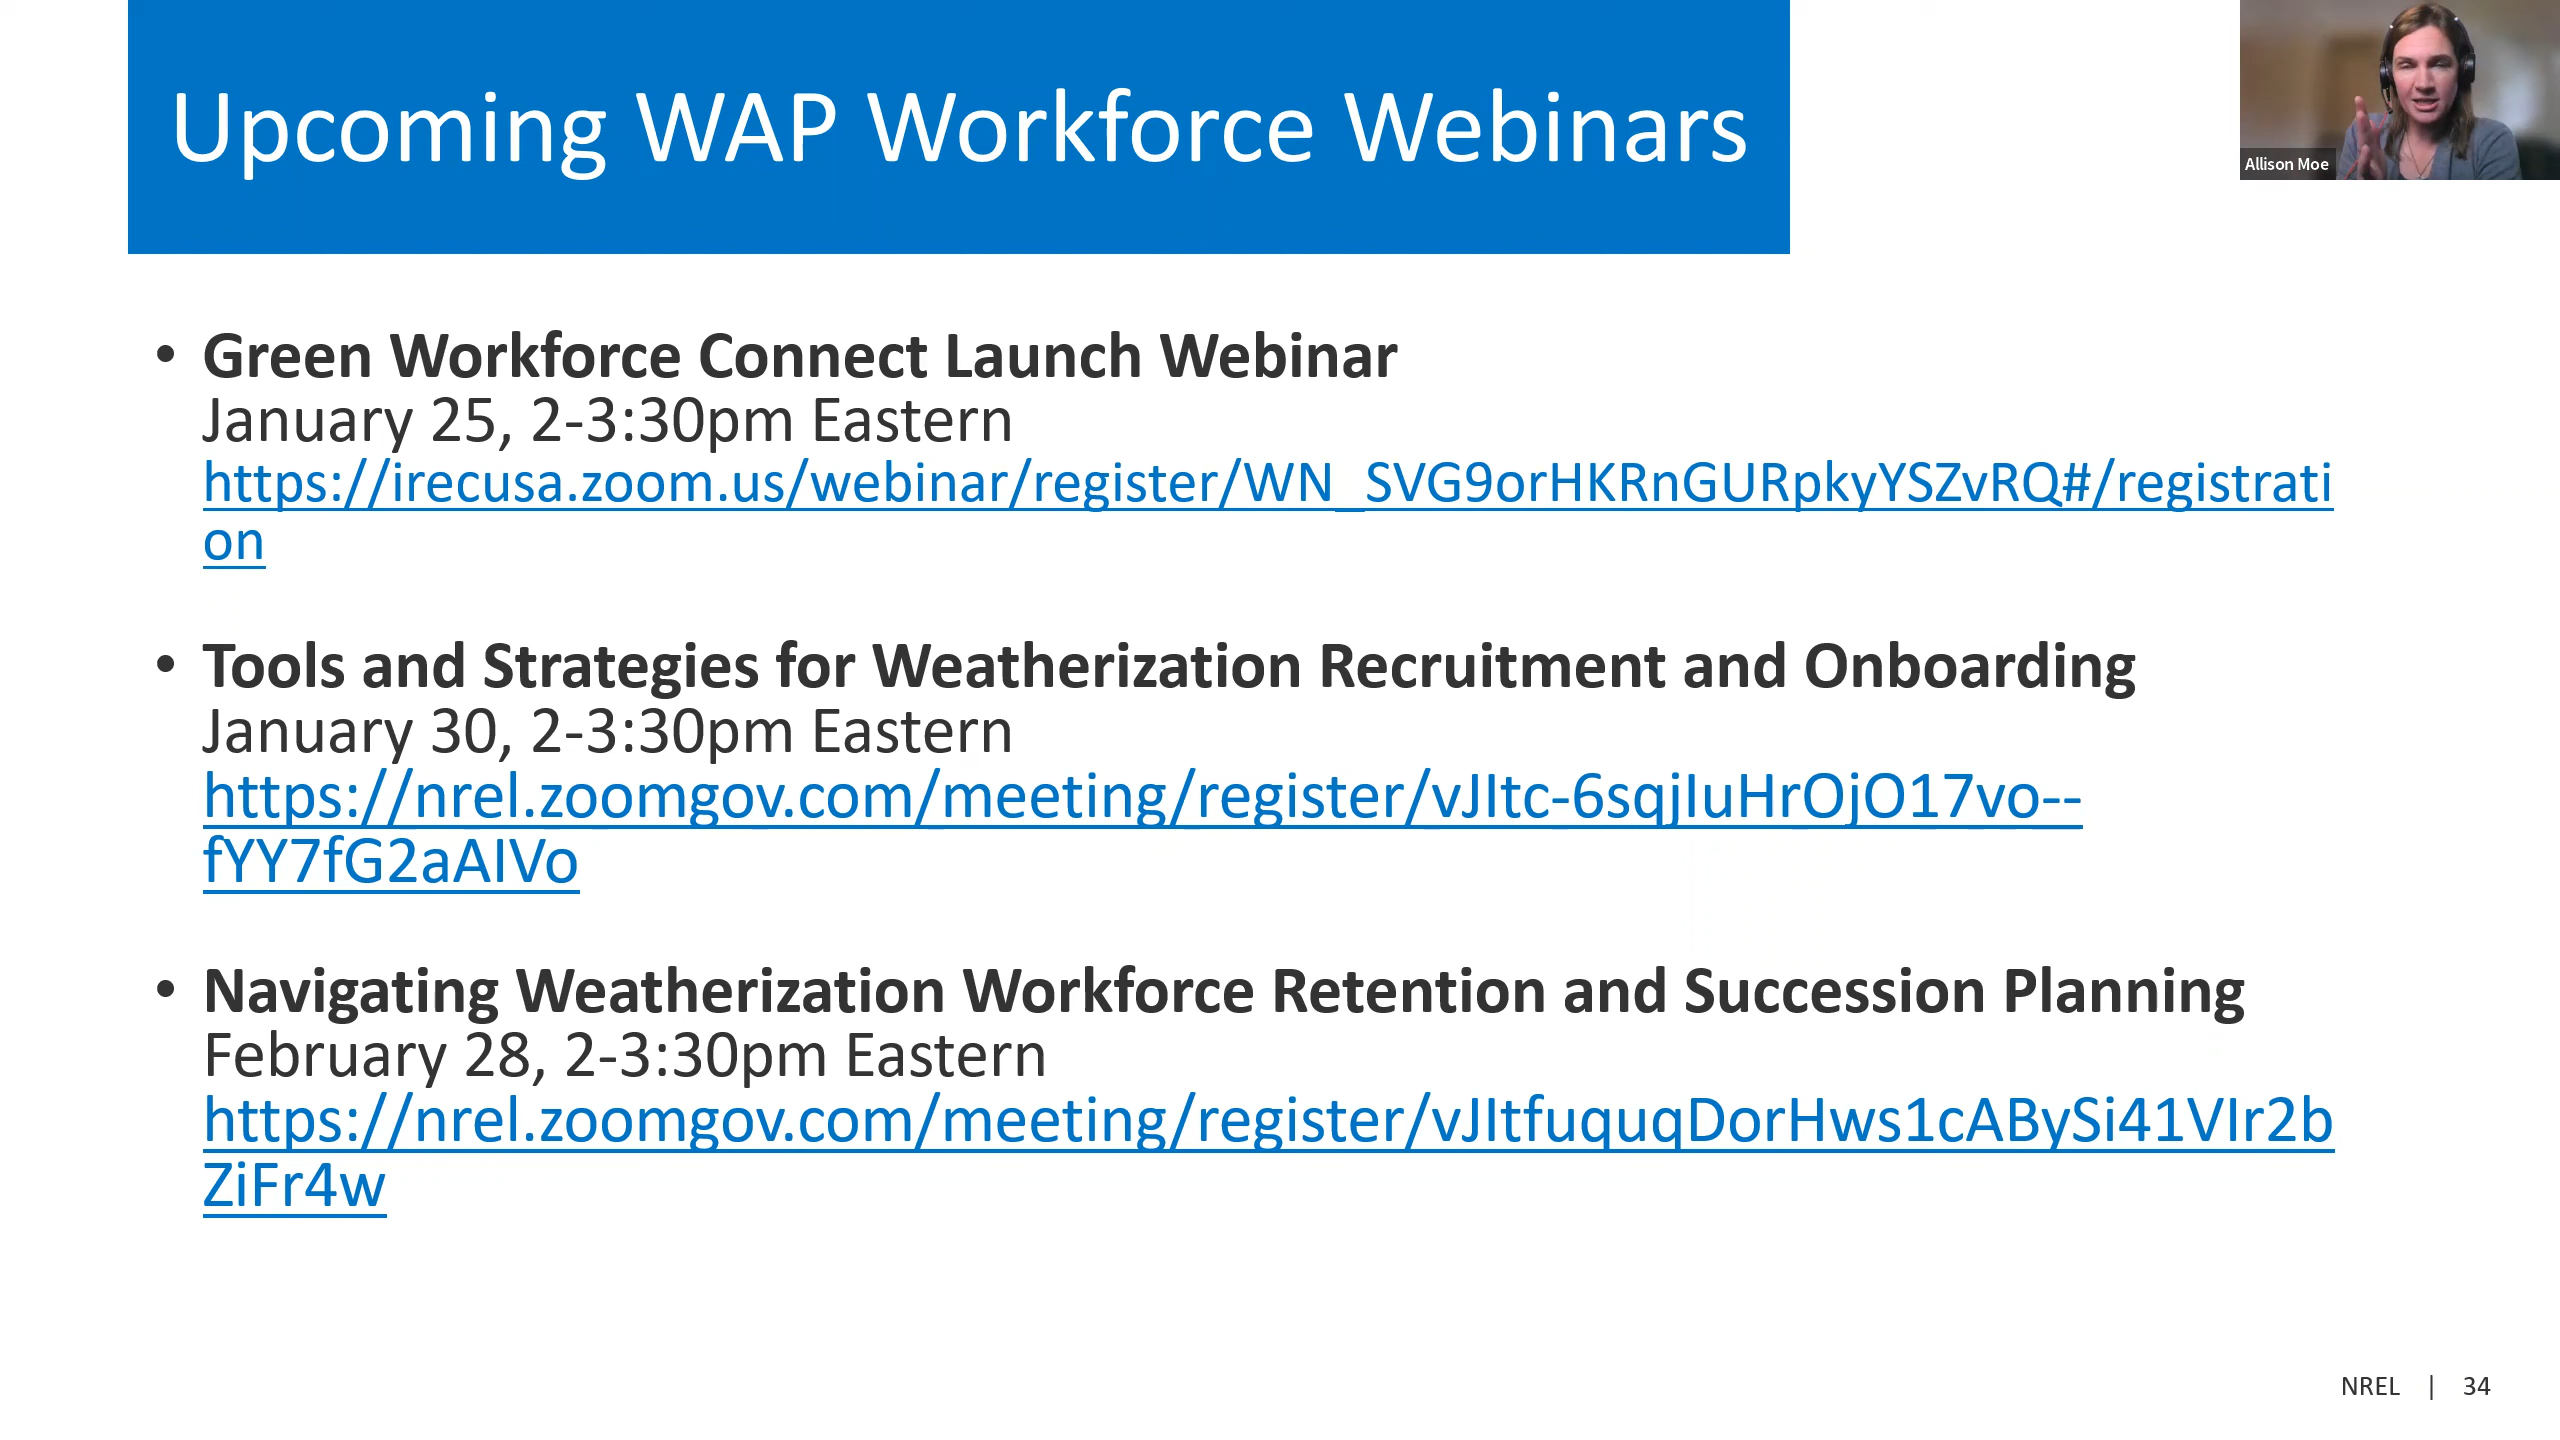 Upcoming WAP Workforce Webinars
Allison Moe
• Green Workforce Connect Launch Webinar
January 25, 2-3:30pm Eastern
https://irecusa.zoom.us/webinar/register/WN_SVG9orHKRnGURpkyYSZvRQ#/registrati
on
• Tools and Strategies for Weatherization Recruitment and Onboarding
January 30, 2-3:30pm Eastern
https://nrel.zoomgov.com/meeting/register/vJItc-6sqjIuHrOjO17vo--
fYY7fG2aAIVo
• Navigating Weatherization Workforce Retention and Succession Planning
February 28, 2-3:30pm Eastern
https://nrel.zoomgov.com/meeting/register/vJItfuquqDorHws1cABySi41VIr2b
ZiFr4w
NREL | 34